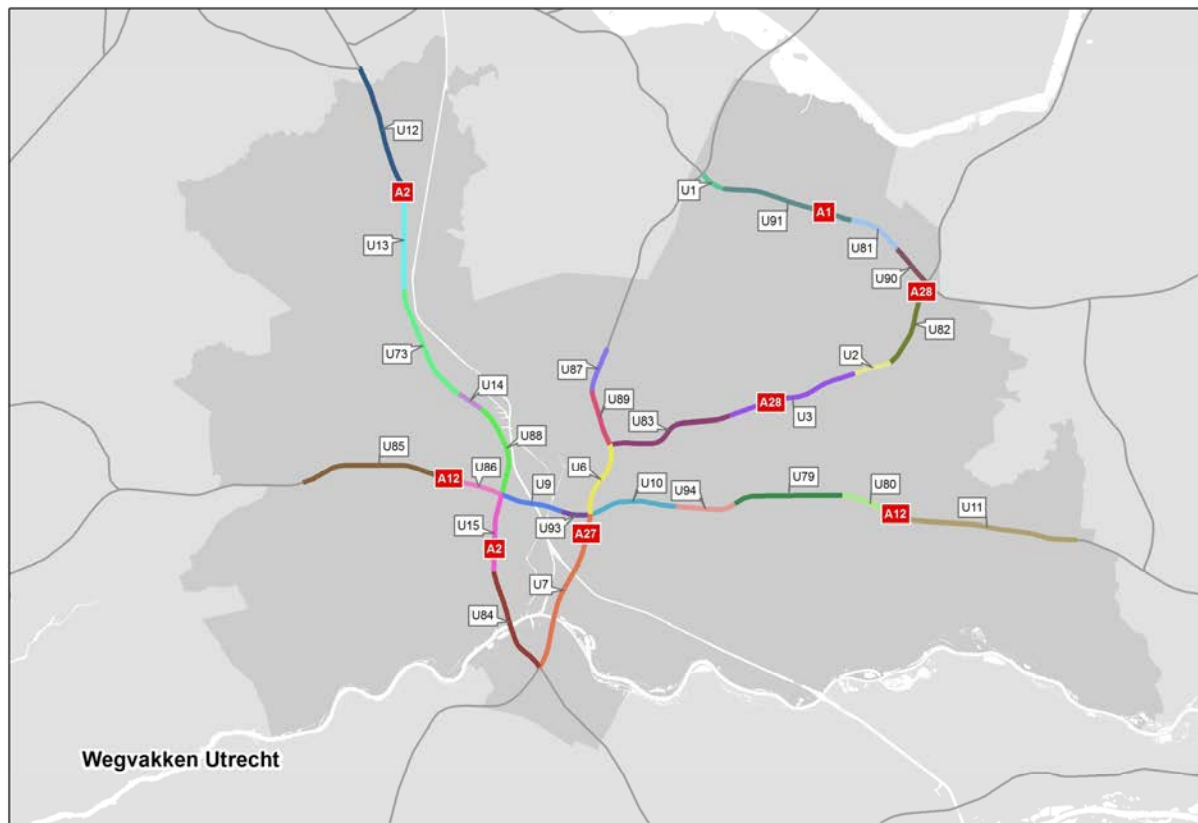 U12
A2
U1
A1
U91
U13
U81
U90
A28
U82
U73
U2
U87
U14
A28
U3
U89
U83
U88
U85
A12
U86
U6
U9
U10
U94
U79
U80
A12
U11
U15
U93
A27
A2
U7
U84
Wegvakken Utrecht